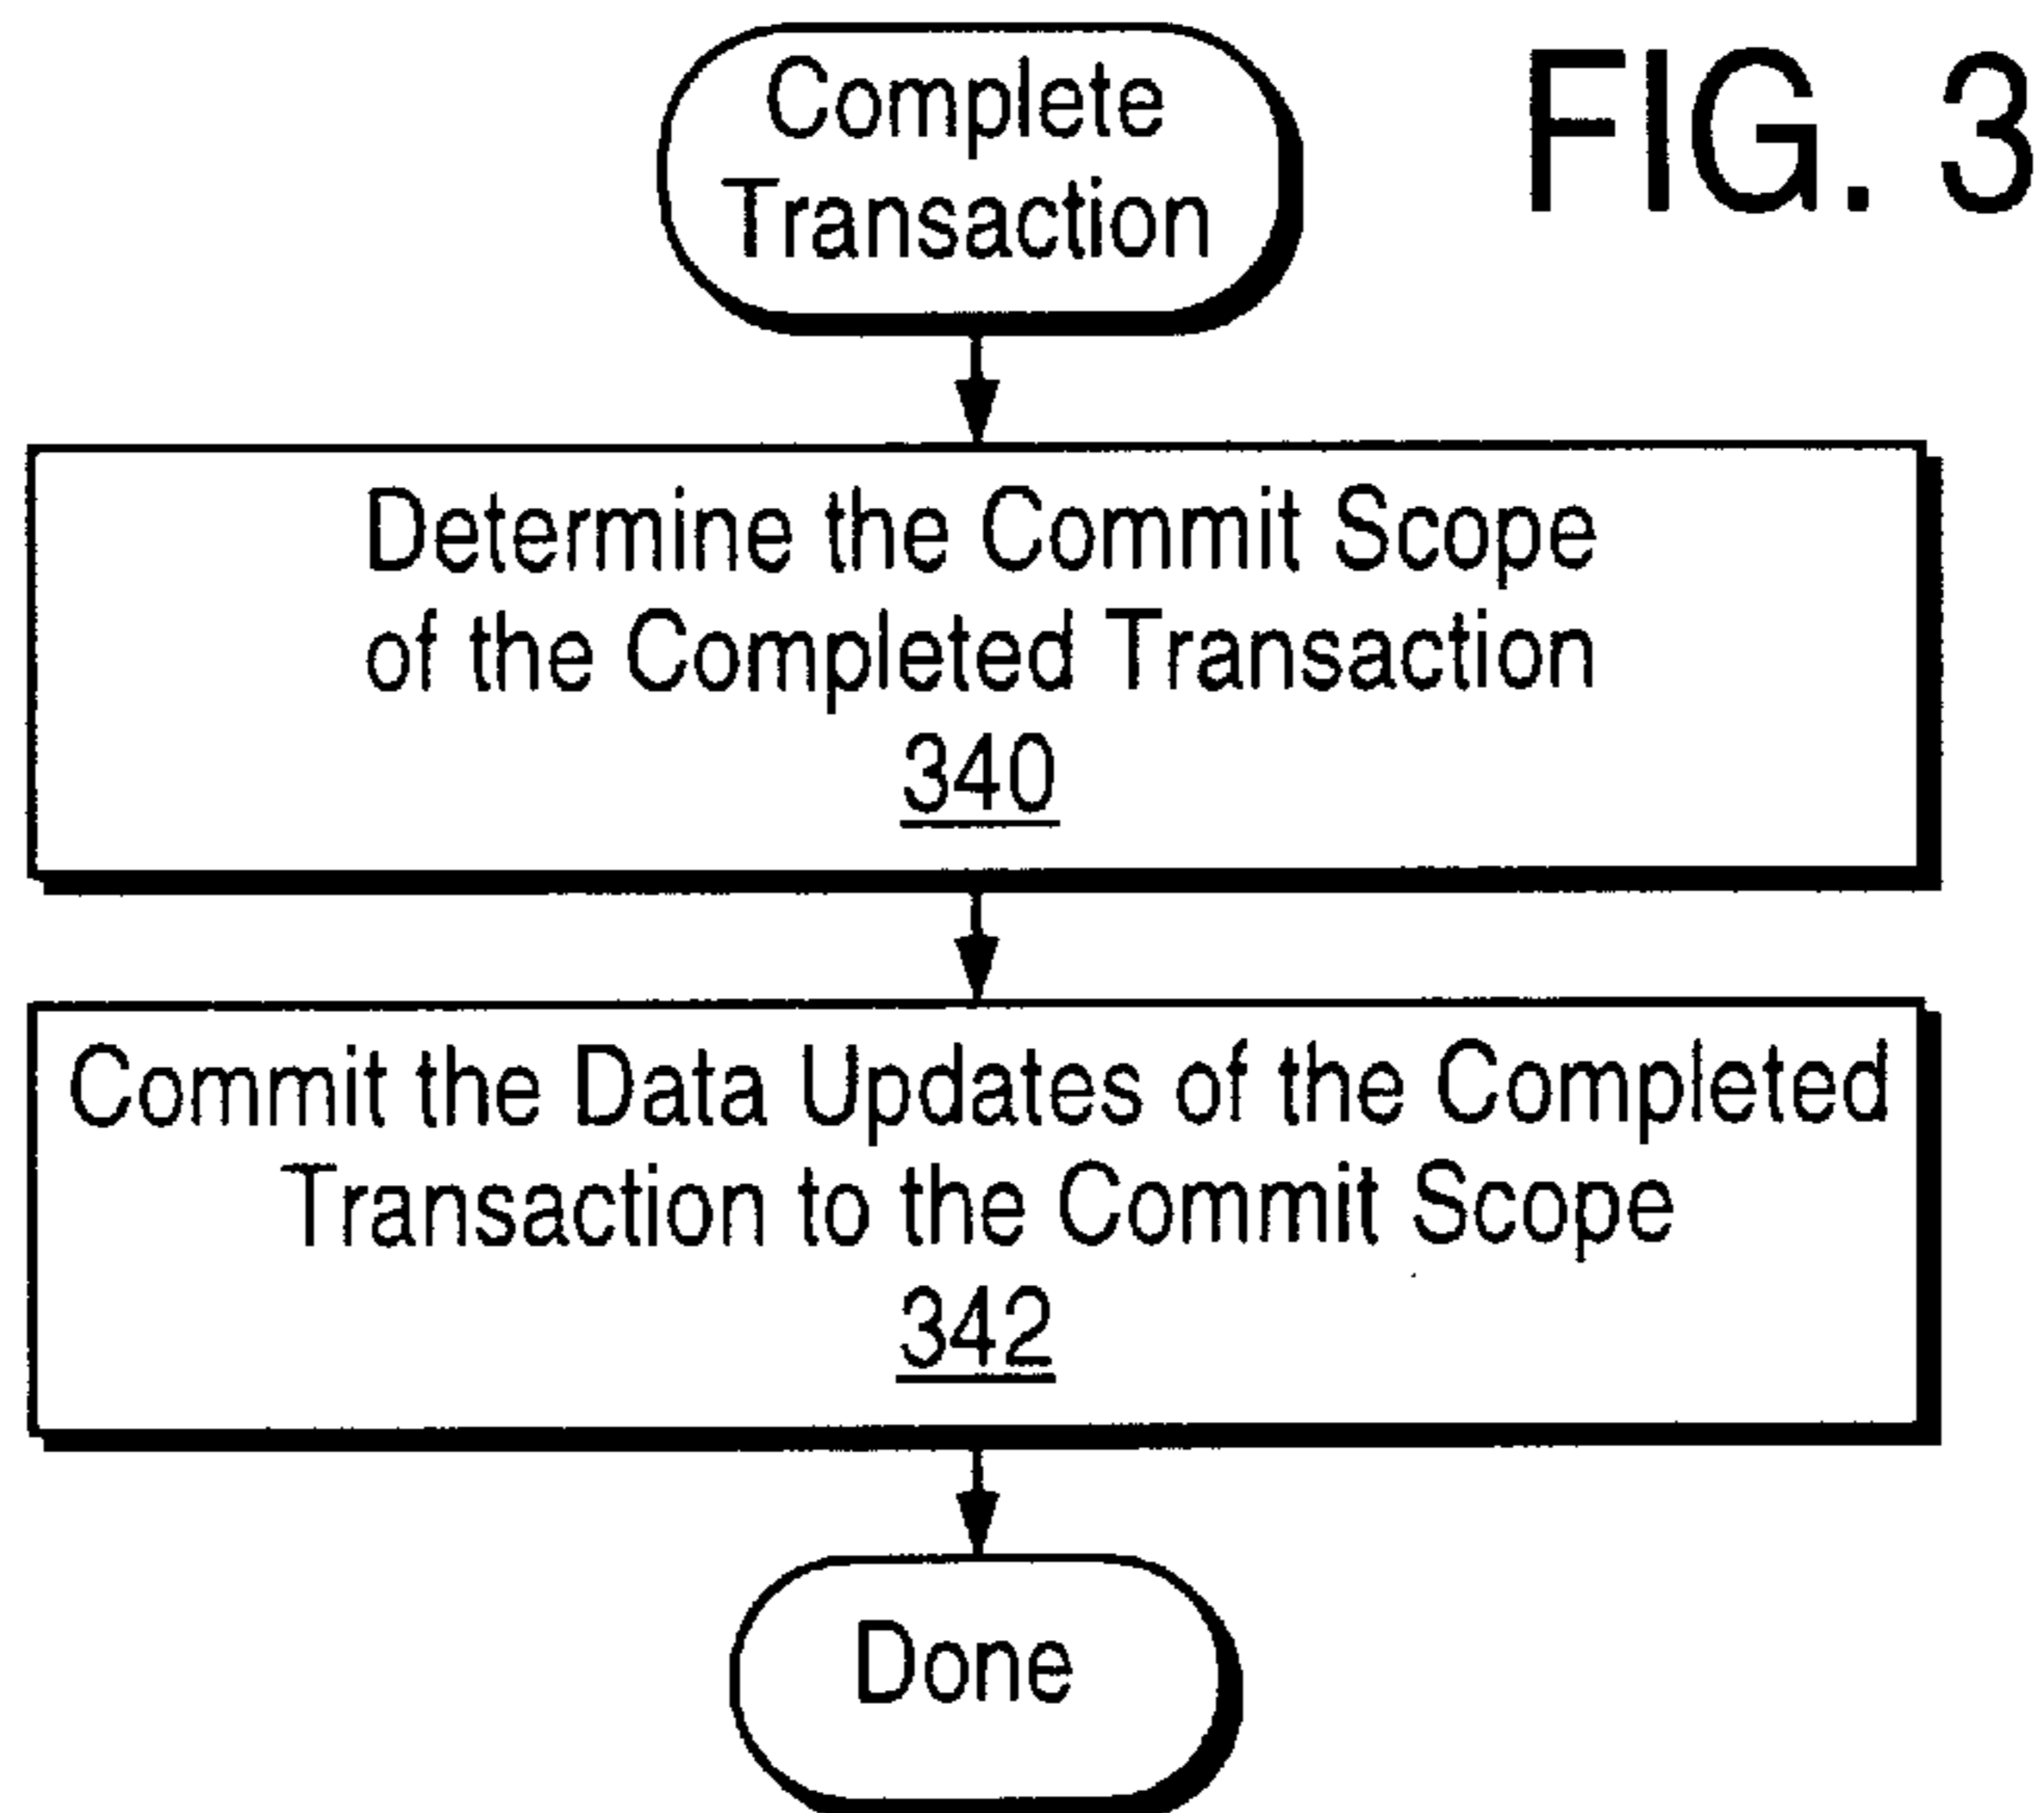 Complete
Transaction
FIG. 3
Determine the Commit Scope
of the Completed Transaction
340
Commit the Data Updates of the Completed
Transaction to the Commit Scope
342
Done